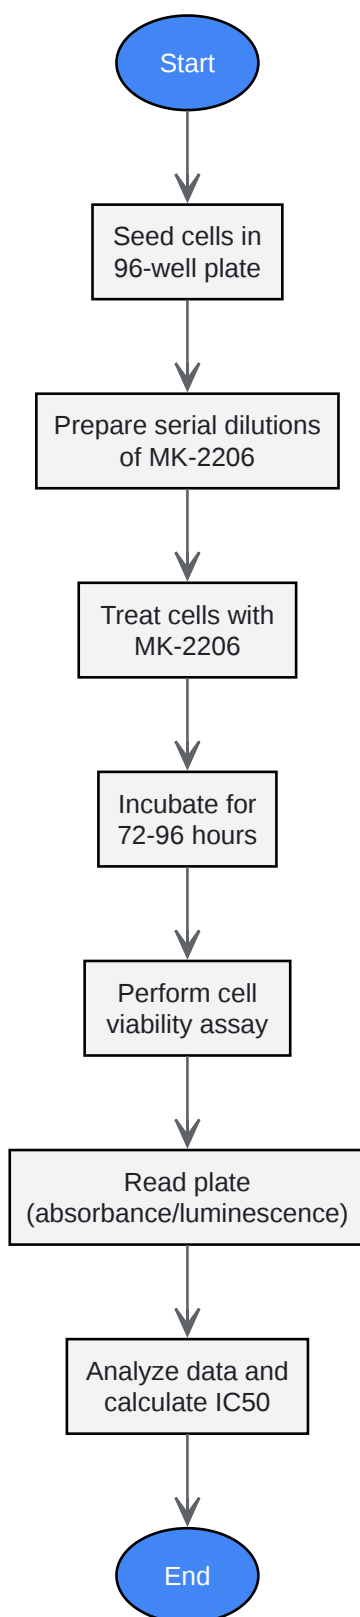 Start
Seed cells in
96-well plate
Prepare serial dilutions
of MK-2206
Treat cells with
MK-2206
Incubate for
72-96 hours
Perform cell
viability assay
Read plate
(absorbance/luminescence)
Analyze data and
calculate IC50
End